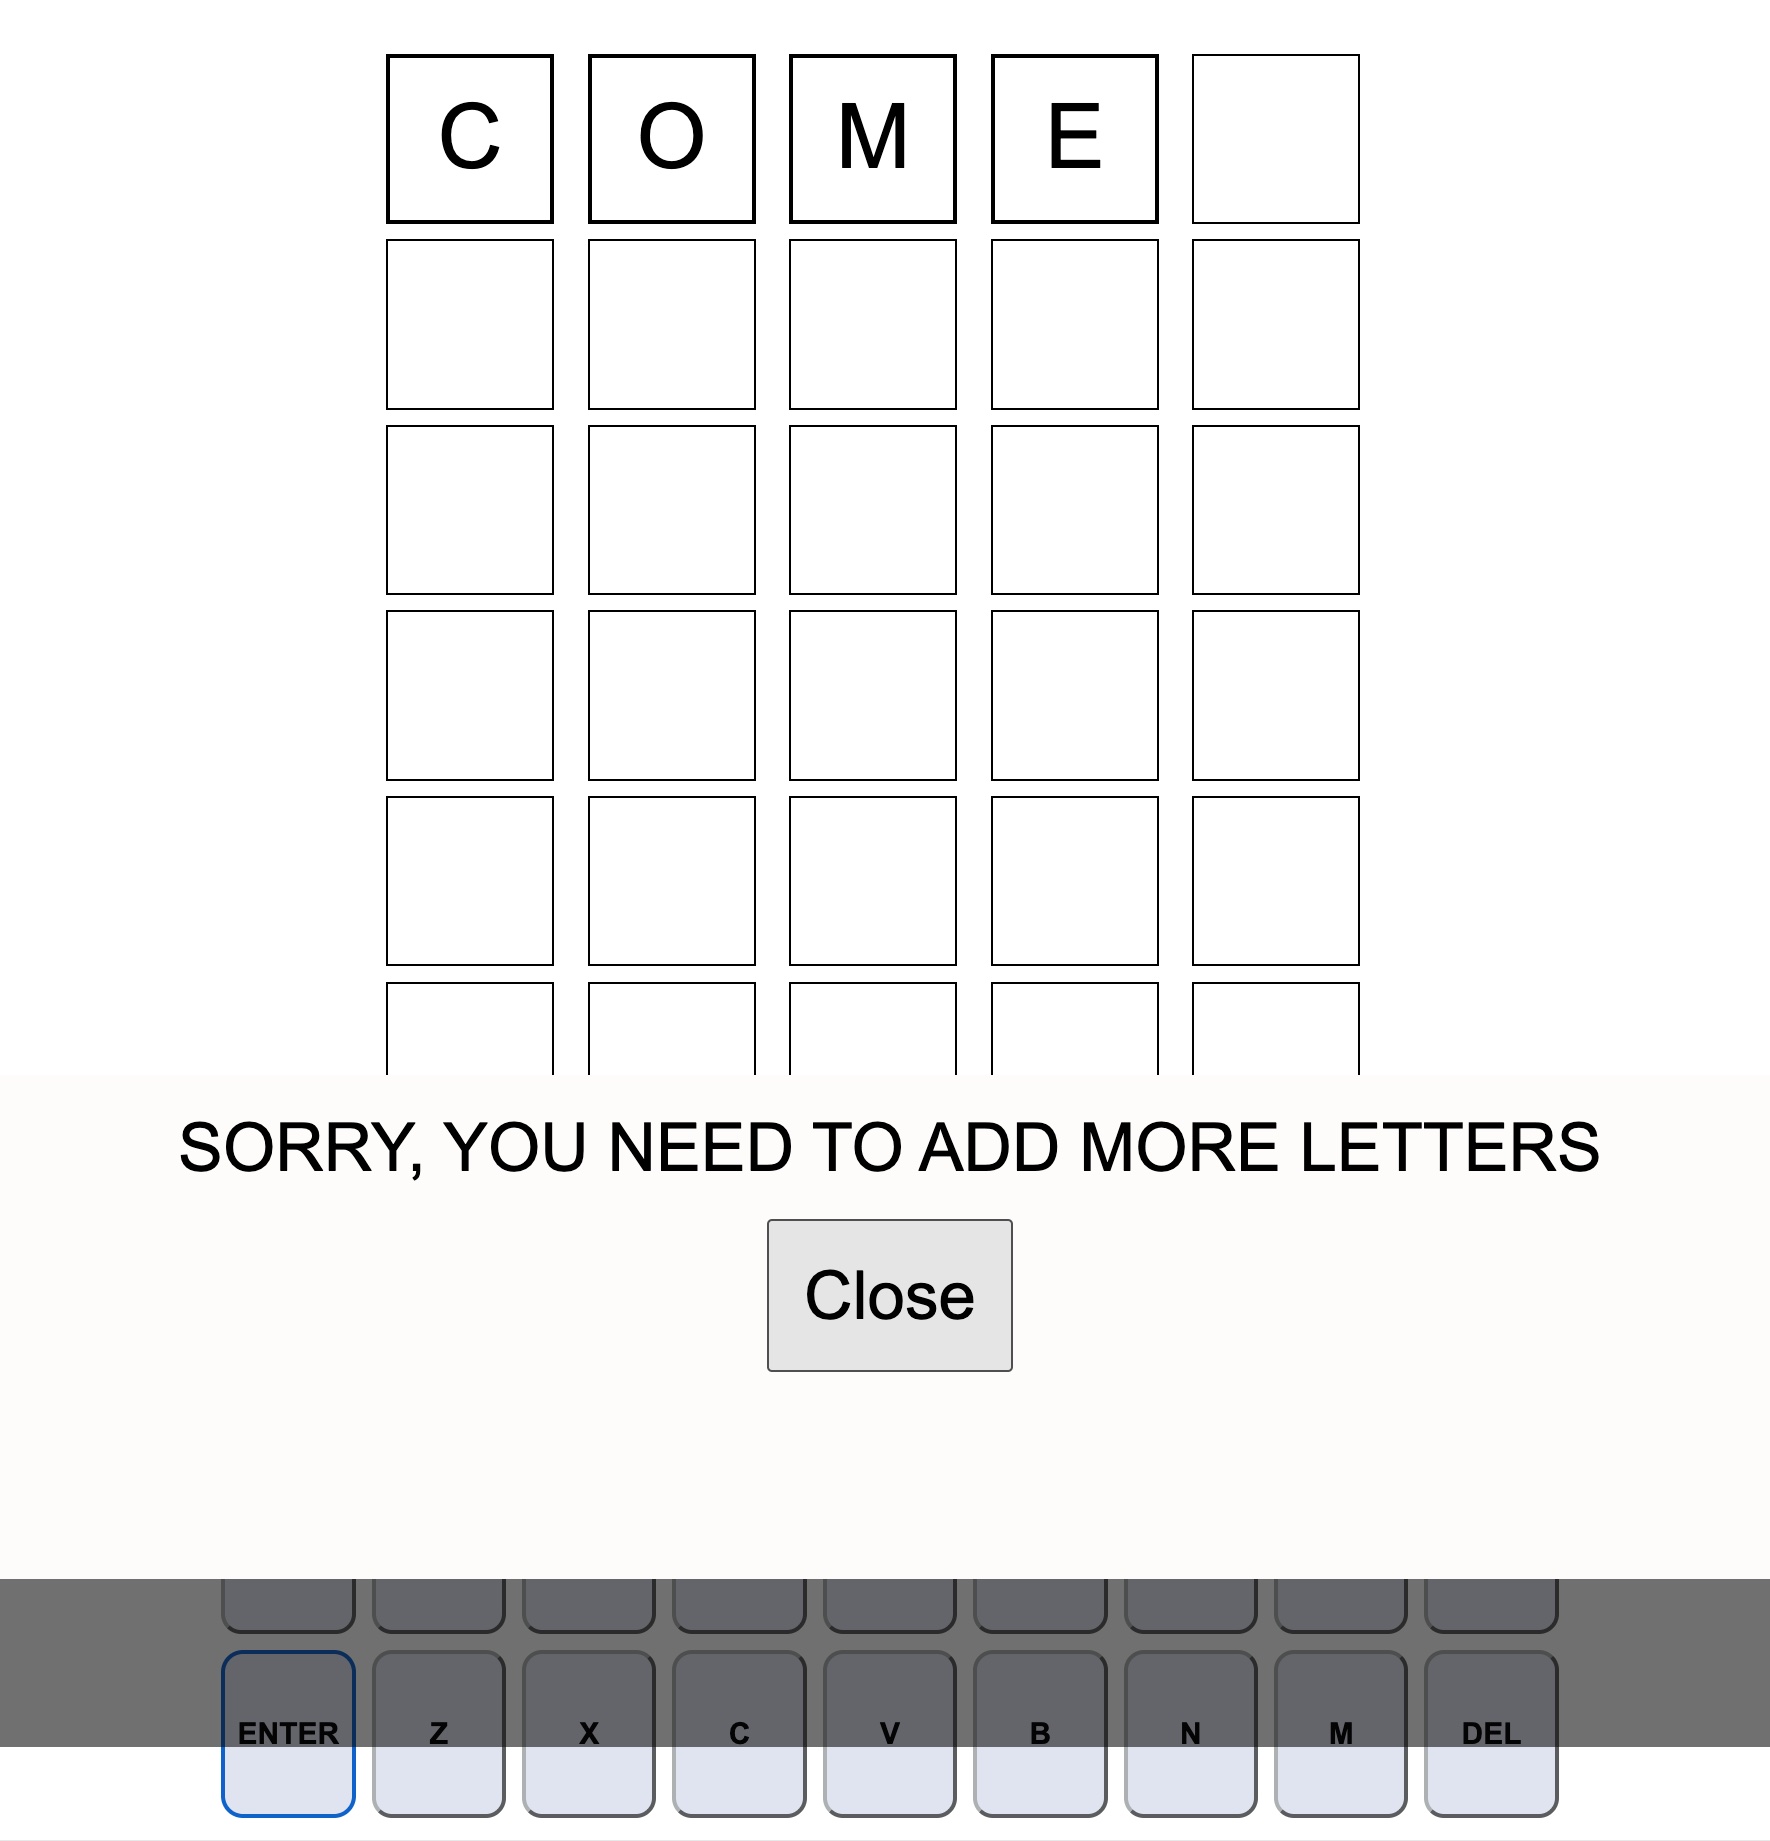 C O M E
SORRY, YOU NEED TO ADD MORE LETTERS
Close
ENTER Z X C V B N M DEL